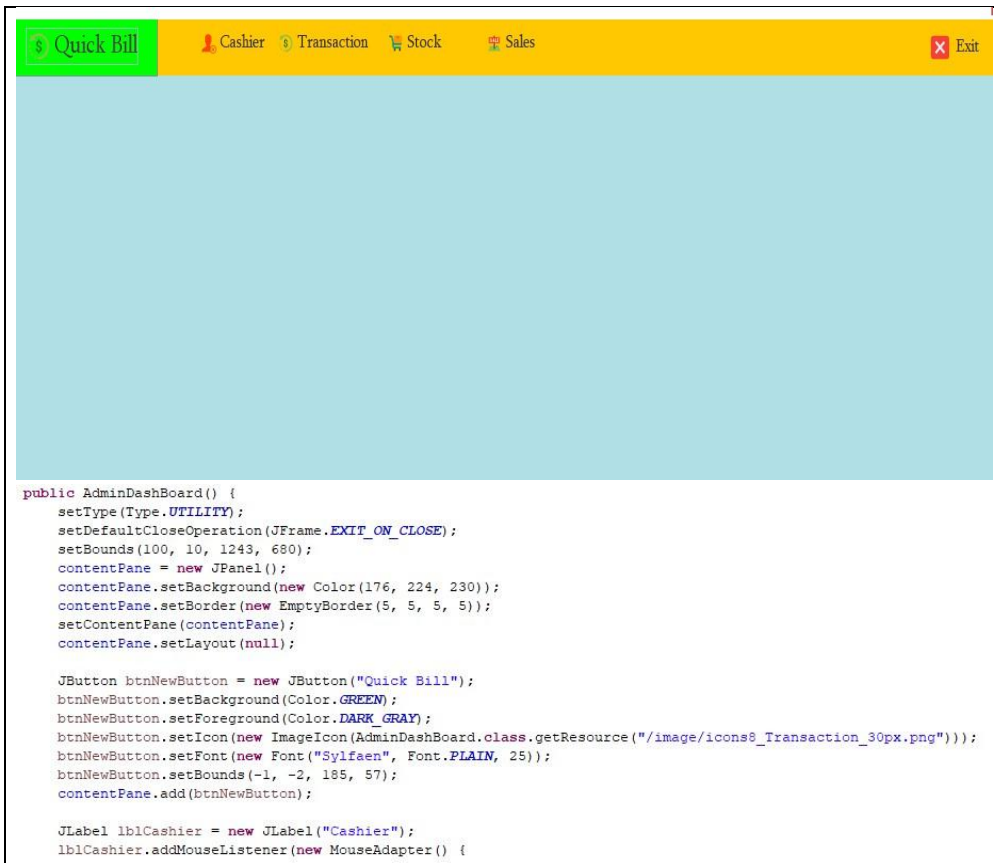 Quick Bill Cashier Transaction Stock Sales Exit
public AdminDashBoard() {
setType(Type.UTILITY);
setDefaultCloseOperation(JFrame.EXIT_ON_CLOSE);
setBounds(100, 10, 1243, 680);
contentPane = new JPanel();
contentPane.setBackground(new Color(176, 224, 230));
contentPane.setBorder(new EmptyBorder(5, 5, 5, 5));
setContentPane(contentPane);
contentPane.setLayout(null);
JButton btnNewButton = new JButton("Quick Bill");
btnNewButton.setBackground(Color.GREEN);
btnNewButton.setForeground(Color.DARK_GRAY);
btnNewButton.setIcon(new ImageIcon(AdminDashBoard.class.getResource("/image/icons8_Transaction_30px.png")));
btnNewButton.setFont(new Font("Sylfaen", Font.PLAIN, 25));
btnNewButton.setBounds(-1, -2, 185, 57);
contentPane.add(btnNewButton);
JLabel lblCashier = new JLabel("Cashier");
lblCashier.addMouseListener(new MouseAdapter() {